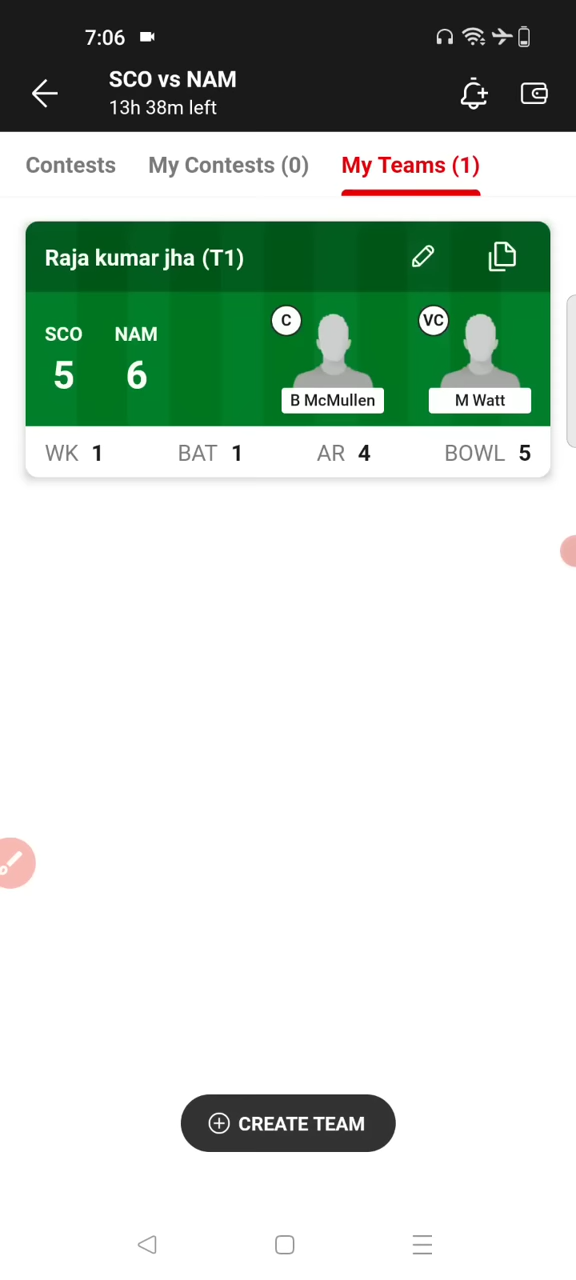 7:06
SCO vs NAM
13h 38m left
Contests My Contests (0) My Teams (1)
Raja kumar jha (T1)
SCO NAM
5 6
C VC
B McMullen M Watt
WK 1 BAT 1 AR 4 BOWL 5
CREATE TEAM